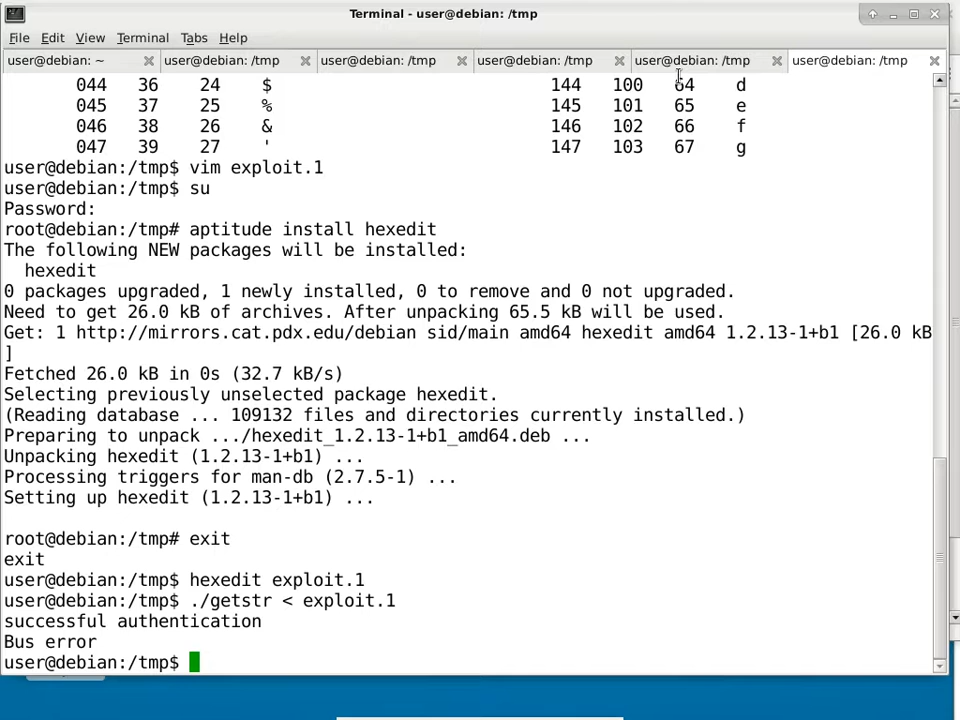 Terminal - user@debian: /tmp
File Edit View Terminal Tabs Help
user@debian: ~ user@debian: /tmp user@debian: /tmp user@debian: /tmp user@debian: /tmp user@debian: /tmp
044 36 24 $ 144 100 64 d
045 37 25 % 145 101 65 e
046 38 26 & 146 102 66 f
047 39 27 ' 147 103 67 g
user@debian:/tmp$ vim exploit.1
user@debian:/tmp$ su
Password:
root@debian:/tmp# aptitude install hexedit
The following NEW packages will be installed:
hexedit
0 packages upgraded, 1 newly installed, 0 to remove and 0 not upgraded.
Need to get 26.0 kB of archives. After unpacking 65.5 kB will be used.
Get: 1 http://mirrors.cat.pdx.edu/debian sid/main amd64 hexedit amd64 1.2.13-1+b1 [26.0 kB
]
Fetched 26.0 kB in 0s (32.7 kB/s)
Selecting previously unselected package hexedit.
(Reading database ... 109132 files and directories currently installed.)
Preparing to unpack .../hexedit_1.2.13-1+b1_amd64.deb ...
Unpacking hexedit (1.2.13-1+b1) ...
Processing triggers for man-db (2.7.5-1) ...
Setting up hexedit (1.2.13-1+b1) ...
root@debian:/tmp# exit
exit
user@debian:/tmp$ hexedit exploit.1
user@debian:/tmp$ ./getstr < exploit.1
successful authentication
Bus error
user@debian:/tmp$